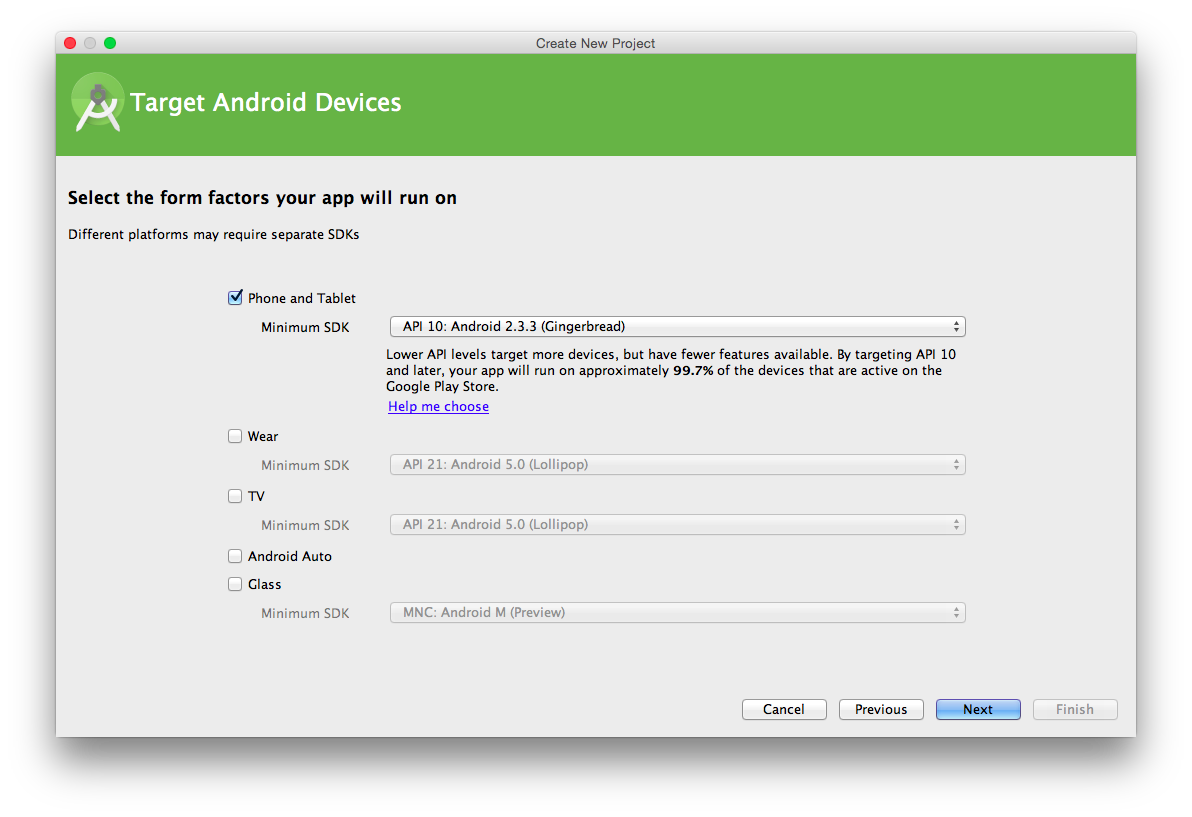 Create New Project
Target Android Devices
Select the form factors your app will run on
Different platforms may require separate SDKs
Phone and Tablet
Minimum SDK API 10: Android 2.3.3 (Gingerbread)
Lower API levels target more devices, but have fewer features available. By targeting API 10
and later, your app will run on approximately 99.7% of the devices that are active on the
Google Play Store.
Help me choose
Wear
Minimum SDK API 21: Android 5.0 (Lollipop)
TV
Minimum SDK API 21: Android 5.0 (Lollipop)
Android Auto
Glass
Minimum SDK MNC: Android M (Preview)
Cancel Previous Next Finish